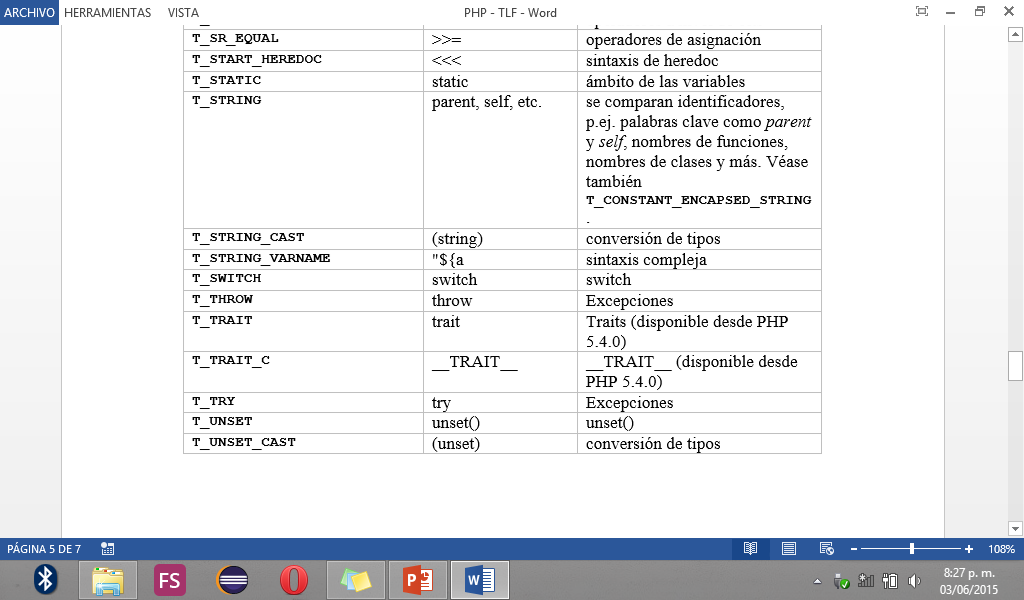 ARCHIVO HERRAMIENTAS VISTA PHP - TLF - Word
T_SR_EQUAL >>= operadores de asignación
T_START_HEREDOC <<< sintaxis de heredoc
T_STATIC static ámbito de las variables
T_STRING parent, self, etc. se comparan identificadores,
p.ej. palabras clave como parent
y self, nombres de funciones,
nombres de clases y más. Véase
también
T_CONSTANT_ENCAPSED_STRING
.
T_STRING_CAST (string) conversión de tipos
T_STRING_VARNAME "${a sintaxis compleja
T_SWITCH switch switch
T_THROW throw Excepciones
T_TRAIT trait Traits (disponible desde PHP
5.4.0)
T_TRAIT_C __TRAIT__ __TRAIT__ (disponible desde
PHP 5.4.0)
T_TRY try Excepciones
T_UNSET unset() unset()
T_UNSET_CAST (unset) conversión de tipos
PÁGINA 5 DE 7 108%
FS
8:27 p. m.
03/06/2015